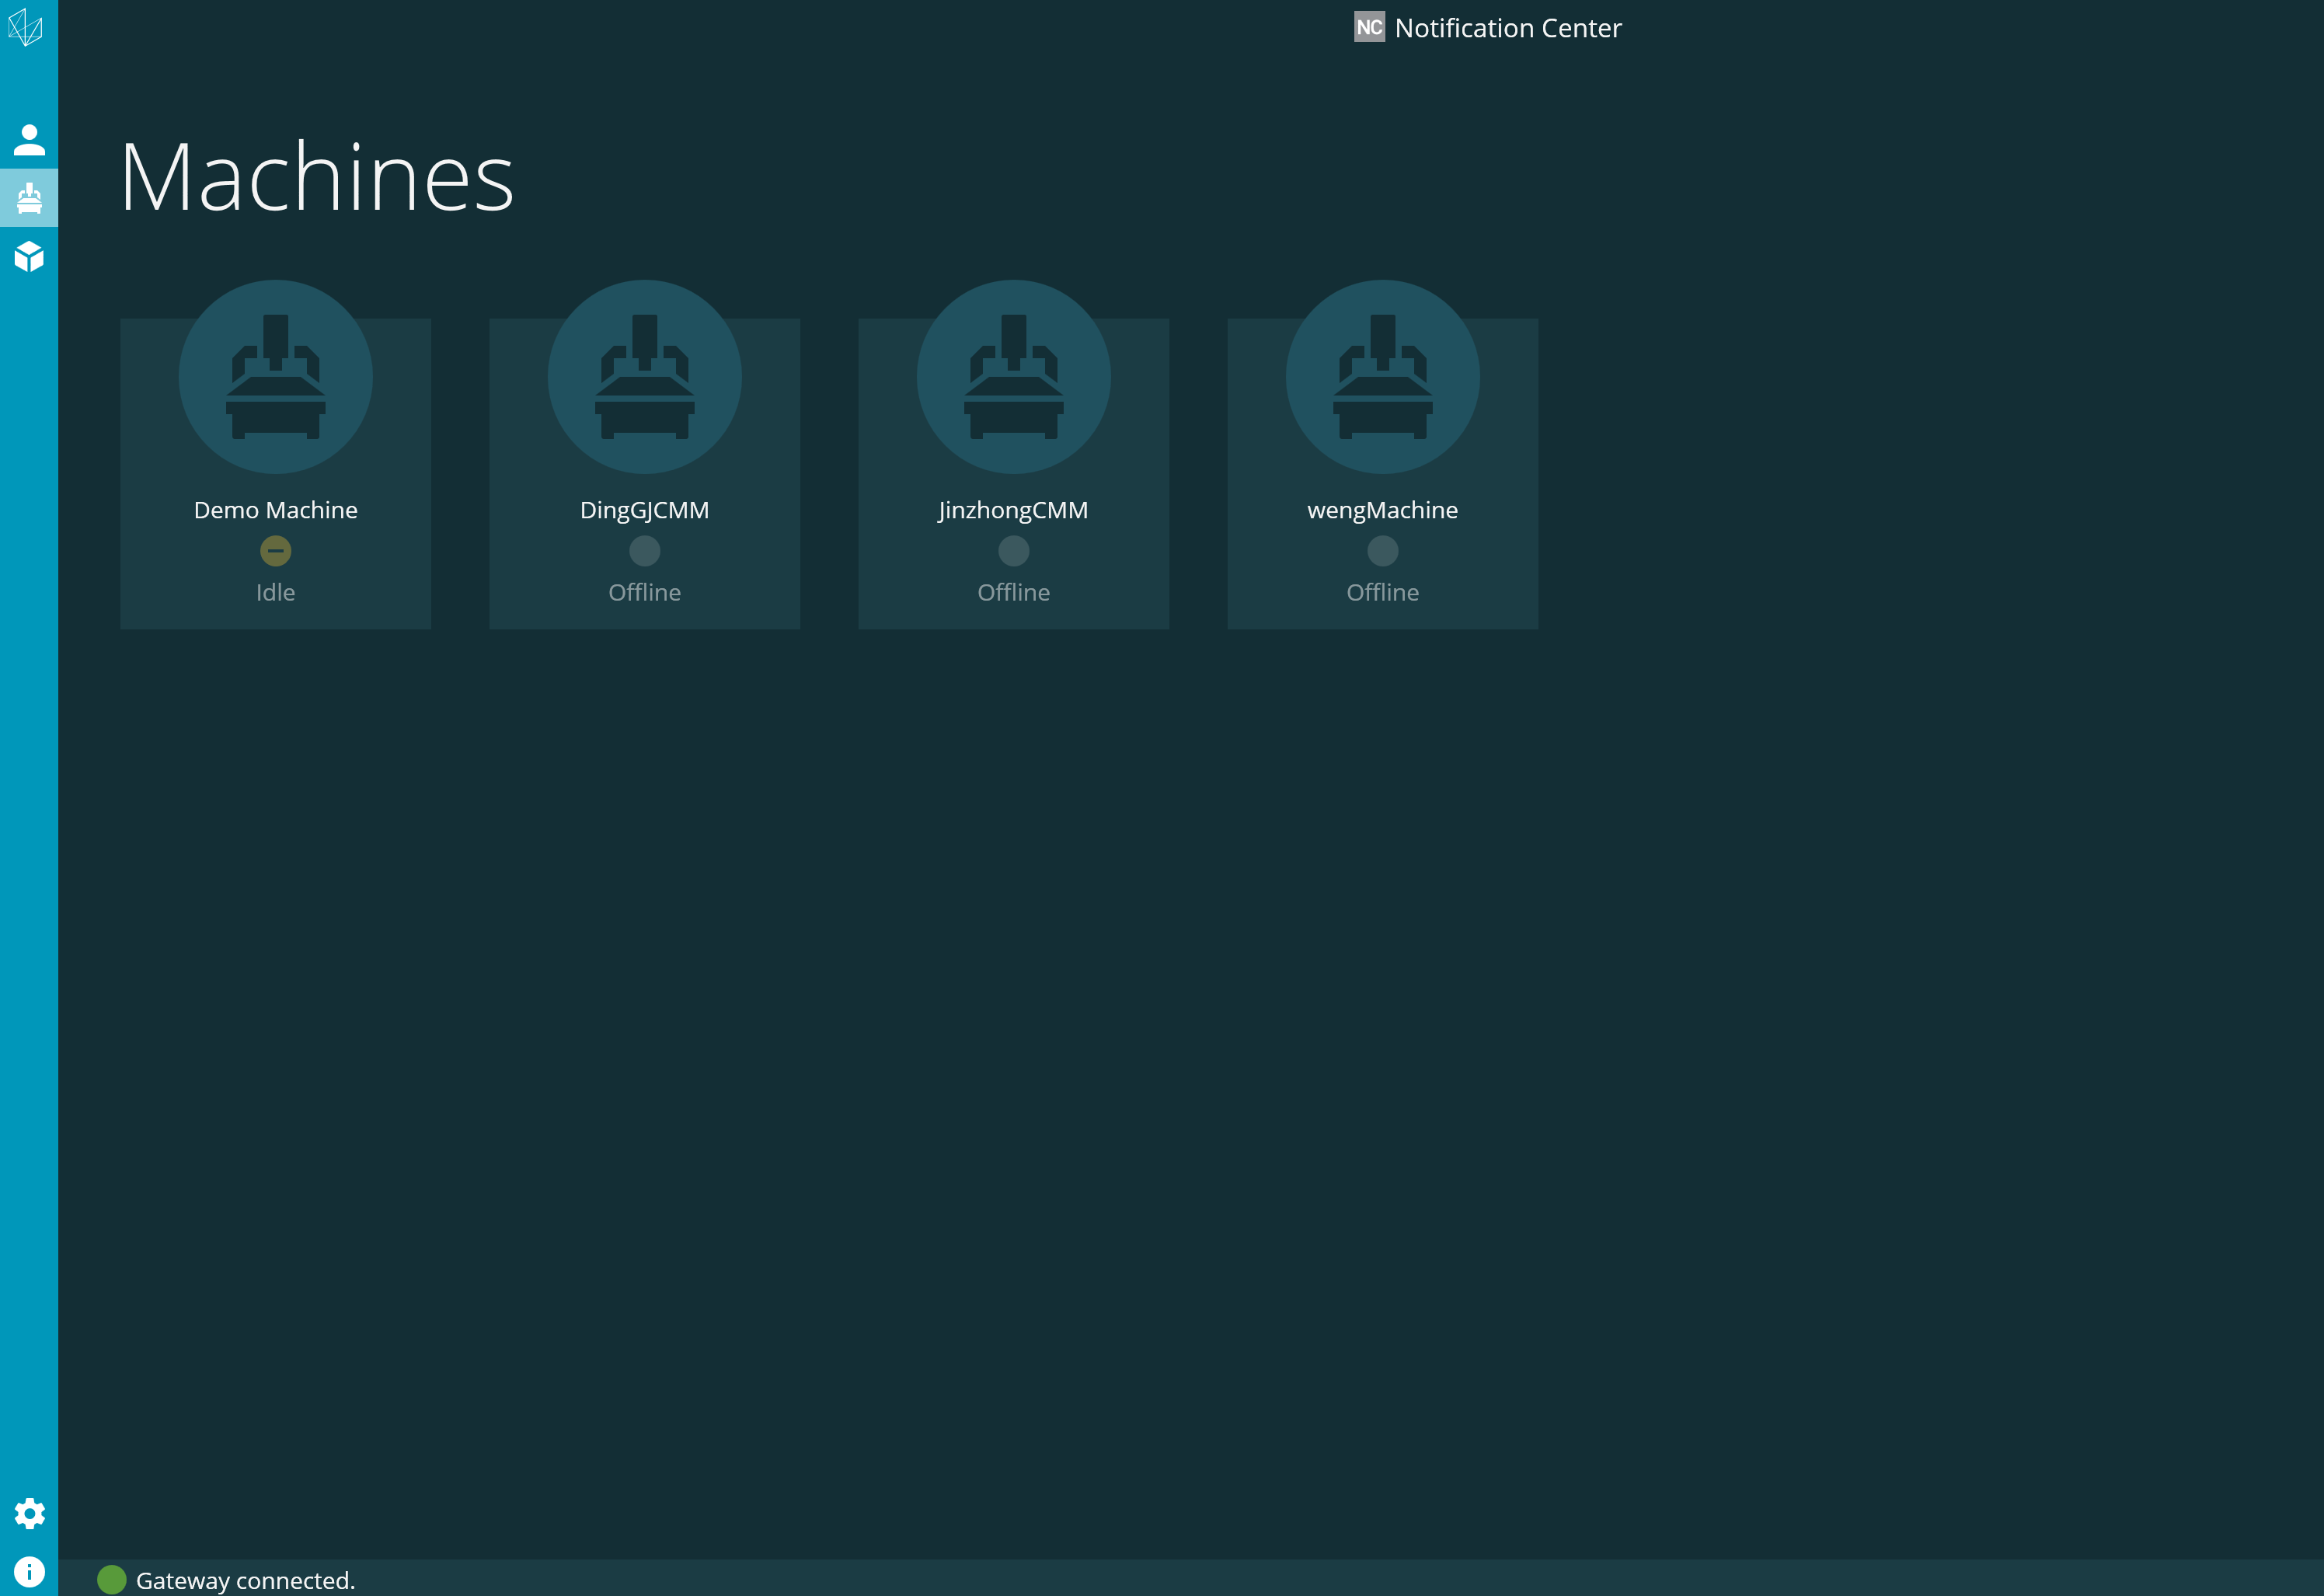 NC Notification Center
Machines
Demo Machine
Idle
DingGJCMM
Offline
JinzhongCMM
Offline
wengMachine
Offline
Gateway connected.